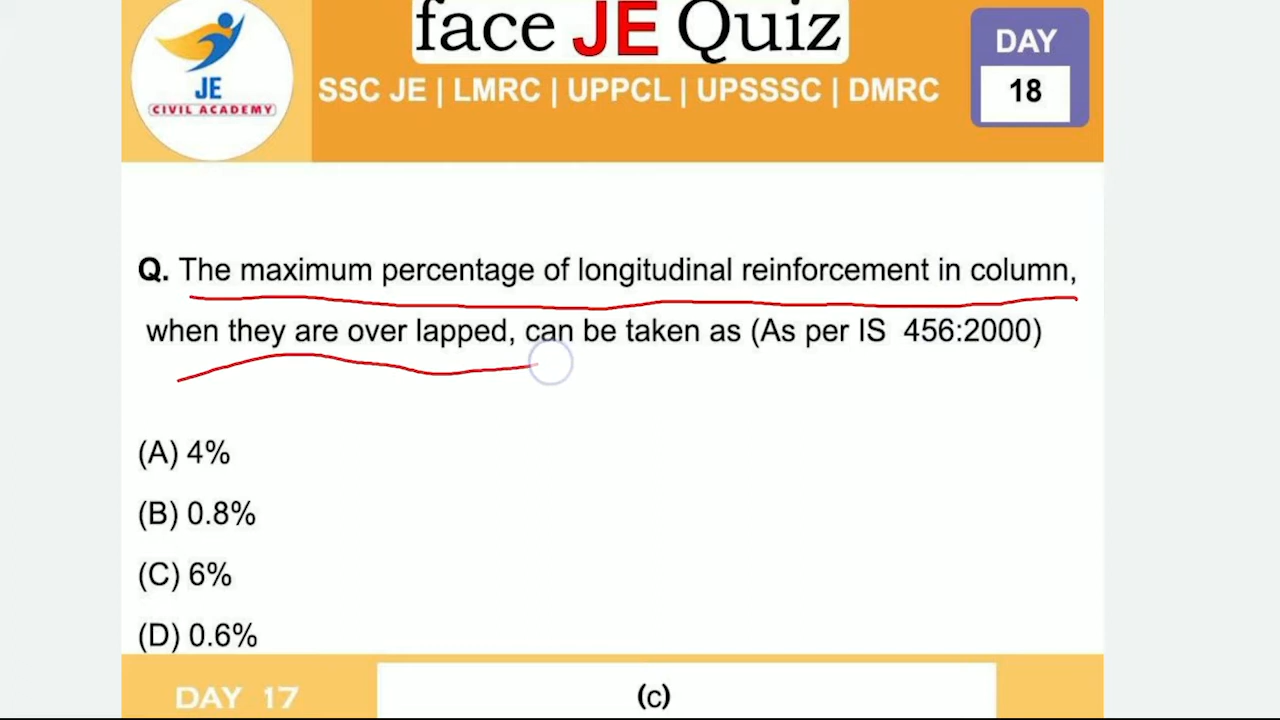 face JE Quiz
DAY
18
SSC JE | LMRC | UPPCL | UPSSSC | DMRC
JE
CIVIL ACADEMY
Q. The maximum percentage of longitudinal reinforcement in column,
when they are over lapped, can be taken as (As per IS 456:2000)
(A) 4%
(B) 0.8%
(C) 6%
(D) 0.6%
DAY 17
(c)